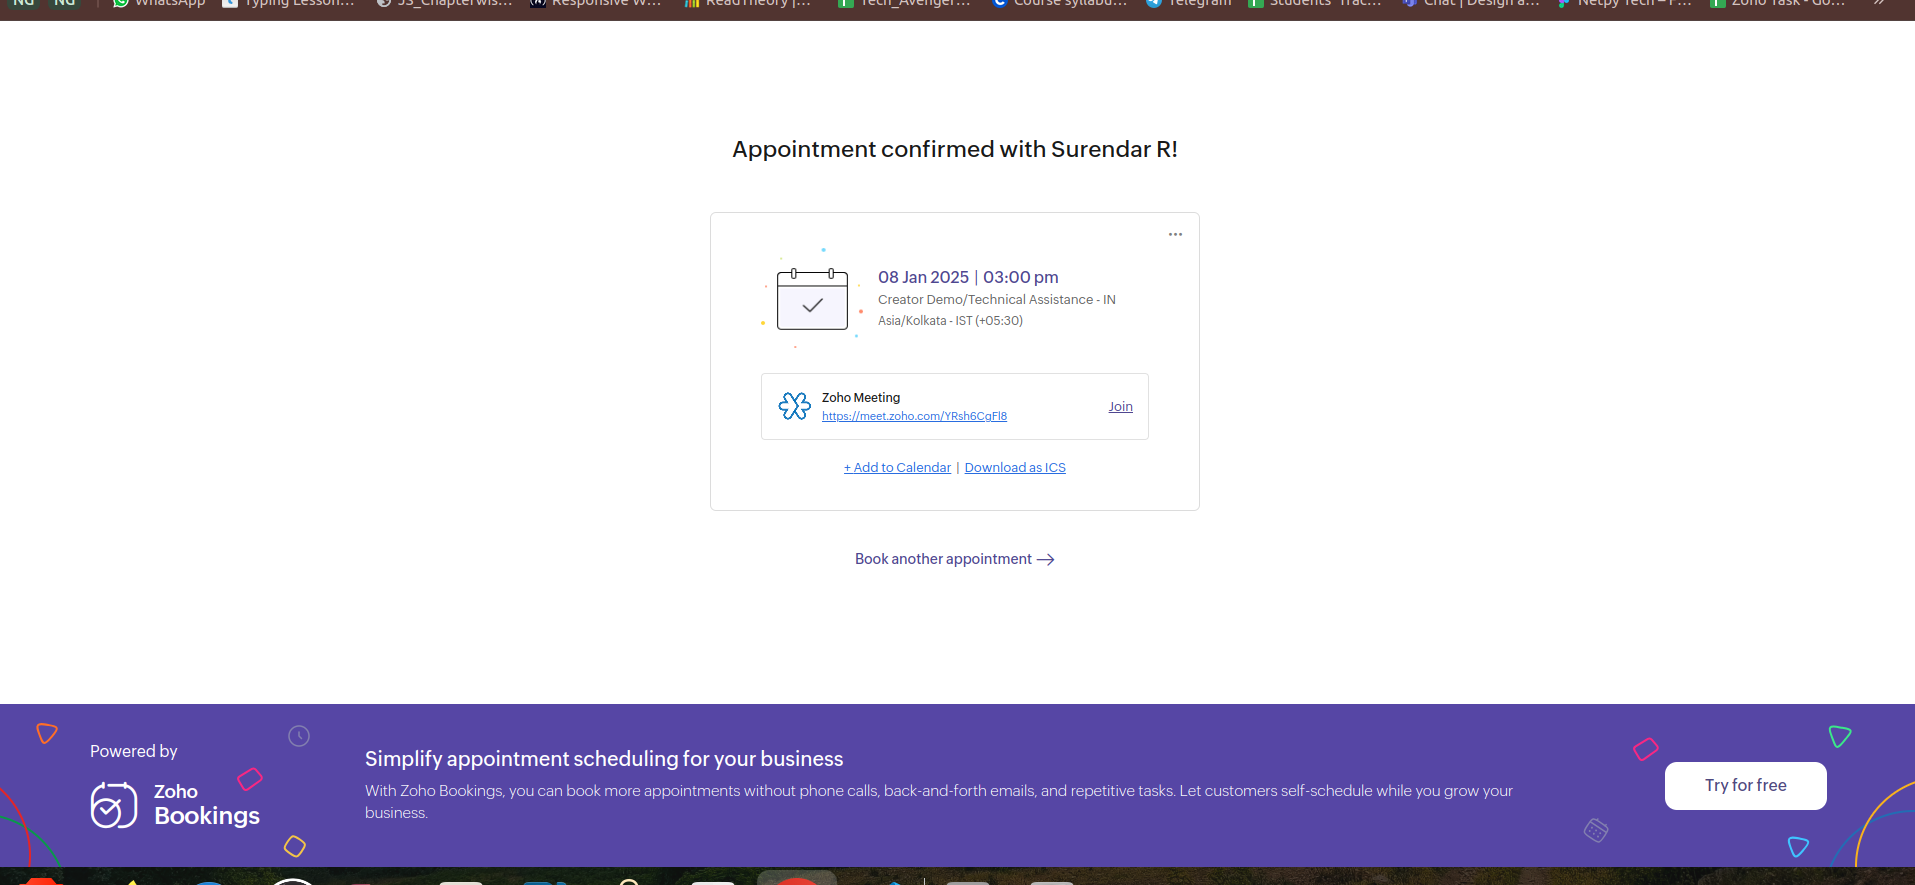 NG NG WhatsApp Typing Lesson... JS_Chapterwis... Responsive W... ReadTheory |... Tech_Avenger... Course syllabu... Telegram Students' Trac... Chat | Design a... Netpy Tech – F... Zoho Task - Go... »
Appointment confirmed with Surendar R!
08 Jan 2025 | 03:00 pm
Creator Demo/Technical Assistance - IN
Asia/Kolkata - IST (+05:30)
Zoho Meeting
https://meet.zoho.com/YRsh6CgFl8
Join
+ Add to Calendar | Download as ICS
Book another appointment
Powered by
Zoho
Bookings
Simplify appointment scheduling for your business
With Zoho Bookings, you can book more appointments without phone calls, back-and-forth emails, and repetitive tasks. Let customers self-schedule while you grow your
business.
Try for free